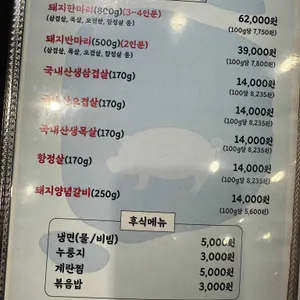 돼지한마리(800g)(3~4인분) 62,000원
(삼겹살, 목살, 오겹살, 항정살 등) (100g당 7,750원)
돼지반마리(500g)(2인분) 39,000원
(삼겹살, 목살, 오겹살, 항정살 등) (100g당 7,800원)
국내산생삼겹살(170g) 14,000원
(100g당 8,235원)
국내산오겹살(170g) 14,000원
(100g당 8,235원)
국내산생목살(170g) 14,000원
(100g당 8,235원)
항정살(170g) 14,000원
(100g당 8,235원)
돼지양념갈비(250g) 14,000원
(100g당 5,600원)
후식메뉴
냉면(물/비빔) 5,000원
누룽지 3,000원
계란찜 5,000원
볶음밥 3,000원